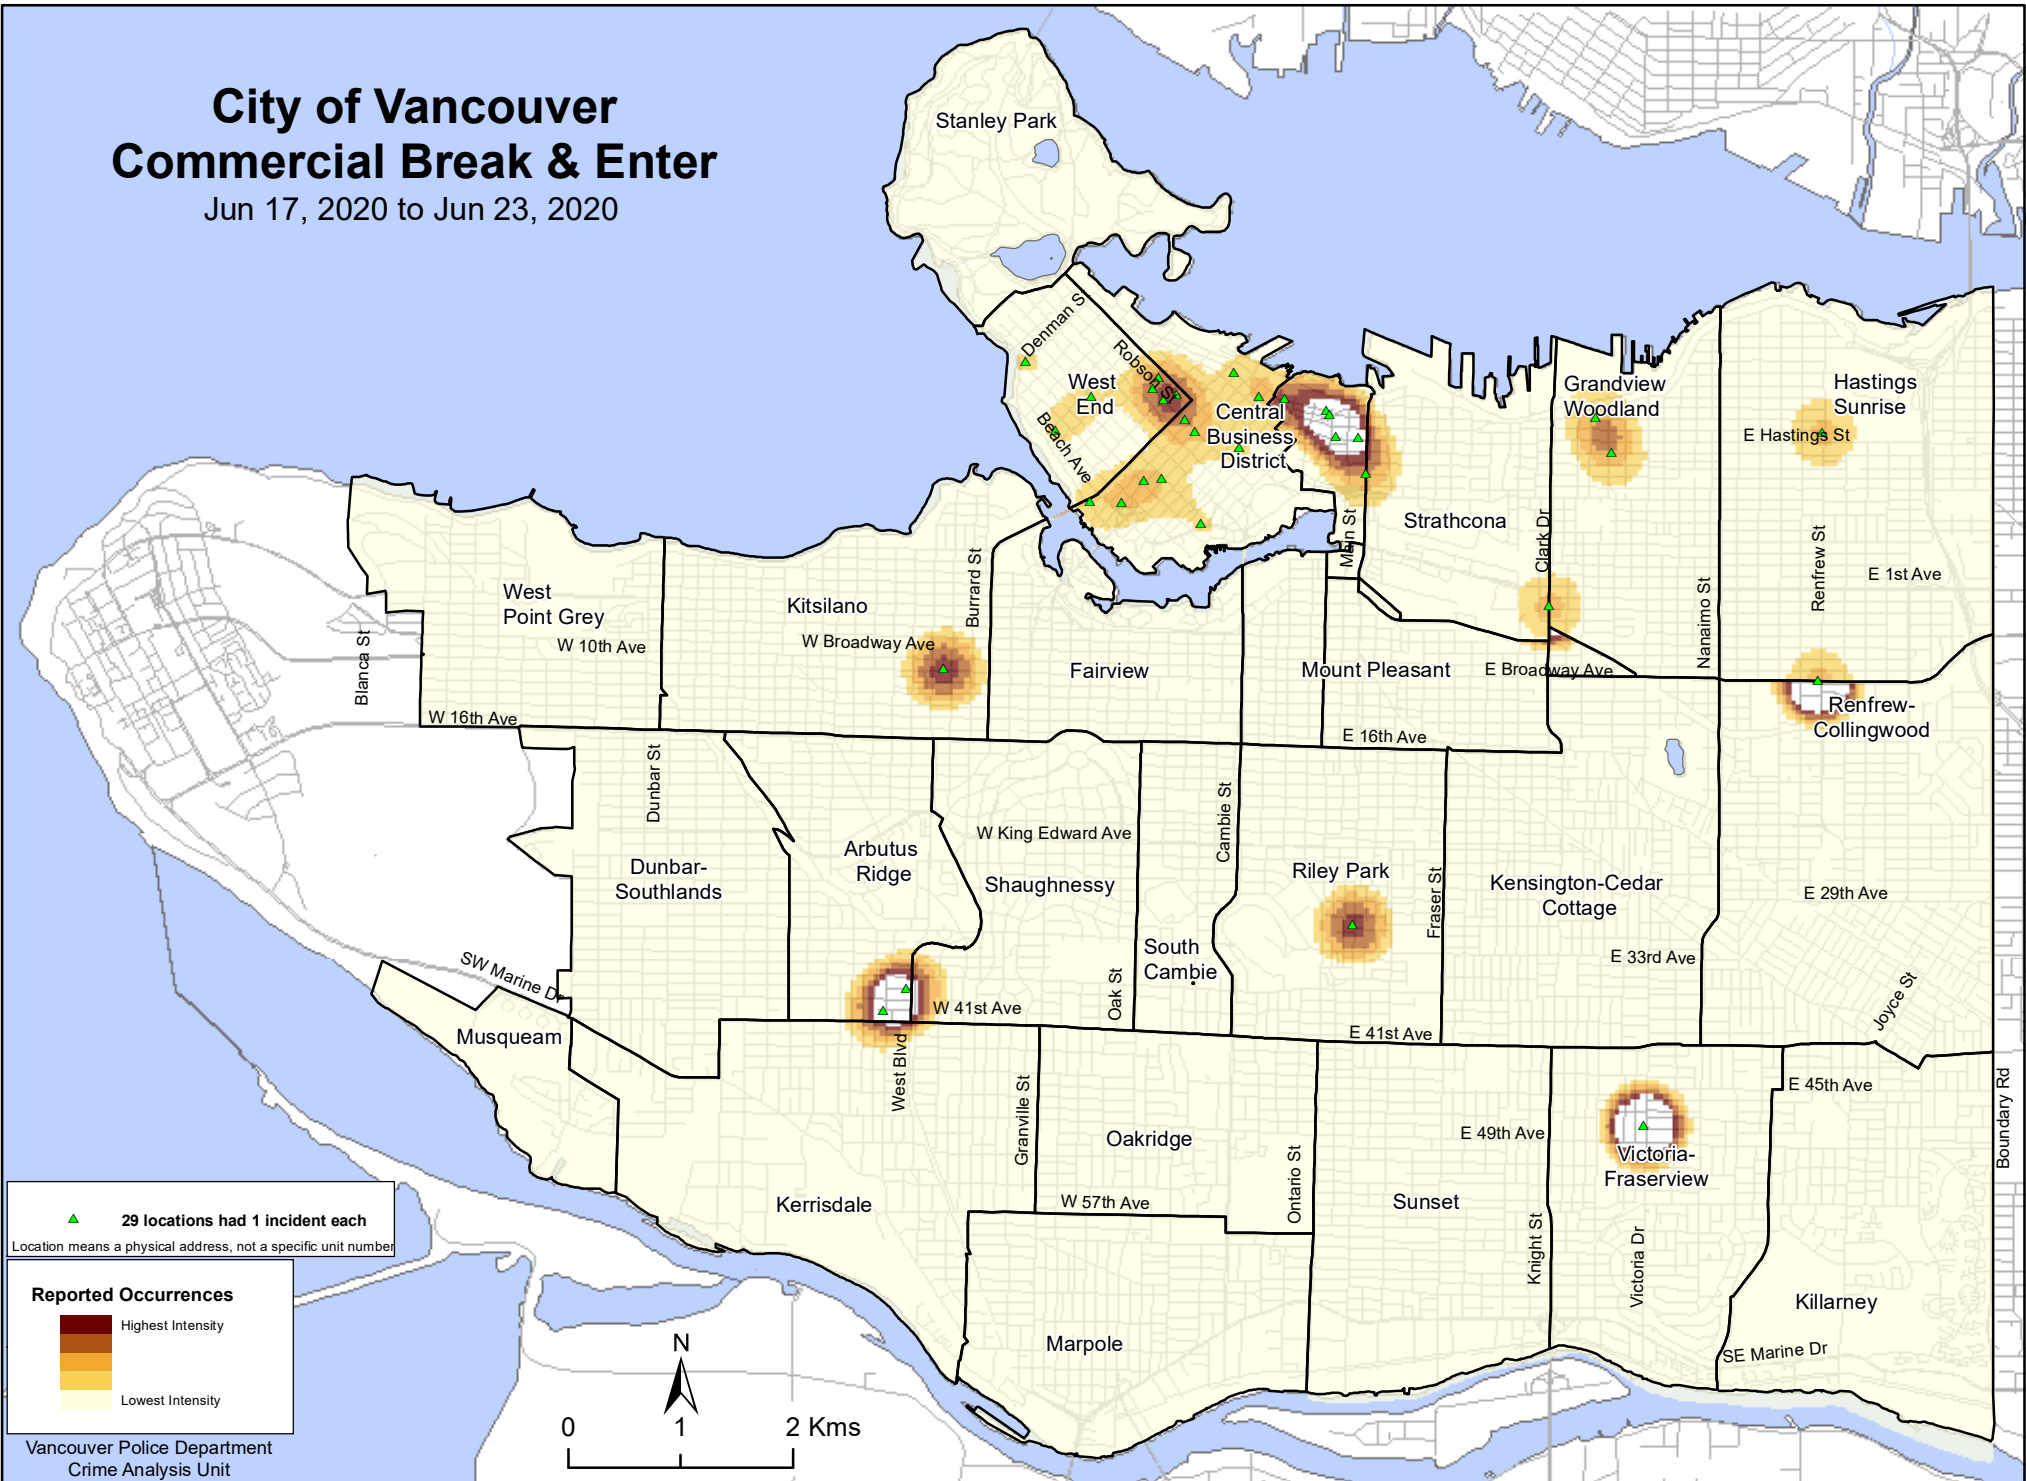 City of Vancouver
Commercial Break & Enter
Jun 17, 2020 to Jun 23, 2020
Stanley Park
Denman St
Robson St
West
End
Beach Ave
Central
Business
District
Grandview
Woodland
Hastings
Sunrise
E Hastings St
Strathcona
Main St
Clark Dr
Nanaimo St
Renfrew St
E 1st Ave
West
Point Grey
W 10th Ave
Blanca St
Kitsilano
W Broadway Ave
Burrard St
Fairview
Mount Pleasant
E Broadway Ave
Renfrew-
Collingwood
W 16th Ave
E 16th Ave
Dunbar St
Dunbar-
Southlands
Arbutus
Ridge
W King Edward Ave
Shaughnessy
Cambie St
Riley Park
Fraser St
Kensington-Cedar
Cottage
E 29th Ave
E 33rd Ave
South
Cambie
Oak St
Joyce St
SW Marine Dr
W 41st Ave
E 41st Ave
Musqueam
West Blvd
Granville St
E 45th Ave
Boundary Rd
Oakridge
E 49th Ave
Victoria-
Fraserview
Kerrisdale
W 57th Ave
Ontario St
Sunset
Knight St
Victoria Dr
Killarney
SE Marine Dr
Marpole
29 locations had 1 incident each
Location means a physical address, not a specific unit number
Reported Occurrences
Highest Intensity
Lowest Intensity
Vancouver Police Department
Crime Analysis Unit
N
0 1 2 Kms